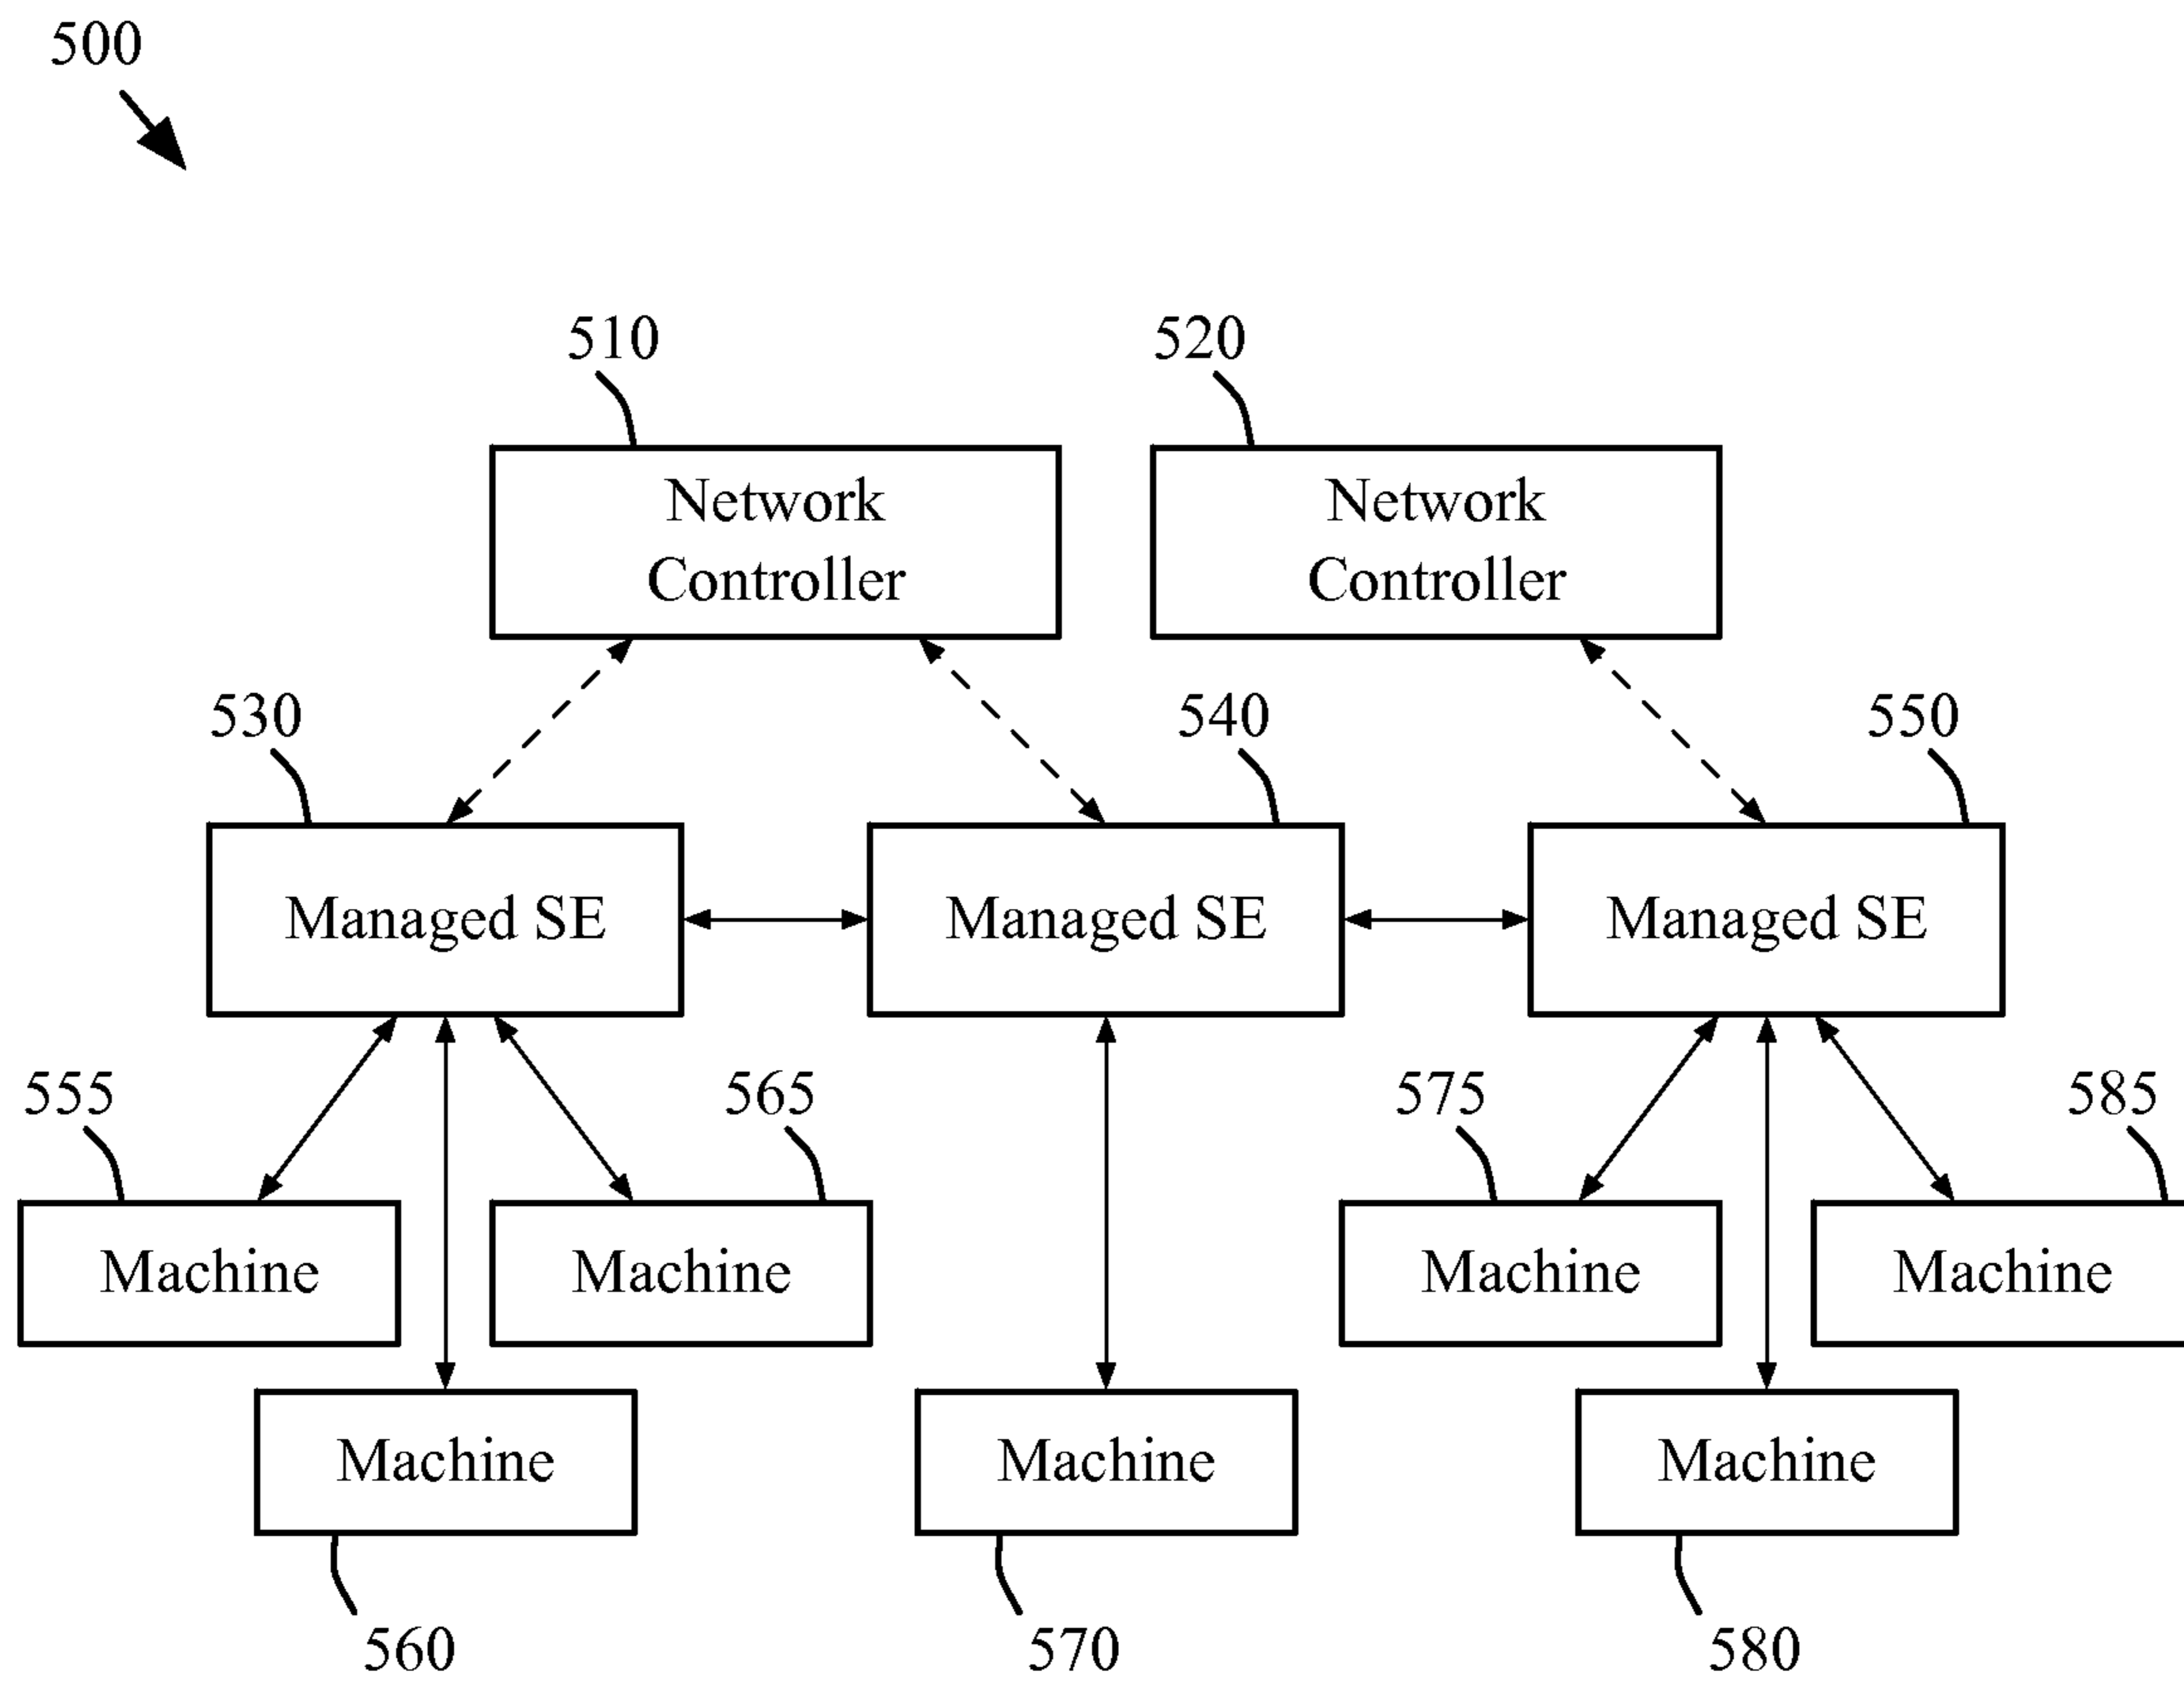 500
510
520
Network
Controller
Network
Controller
530
540
550
Managed SE
Managed SE
Managed SE
555
565
575
585
Machine
Machine
Machine
Machine
Machine
Machine
Machine
560
570
580